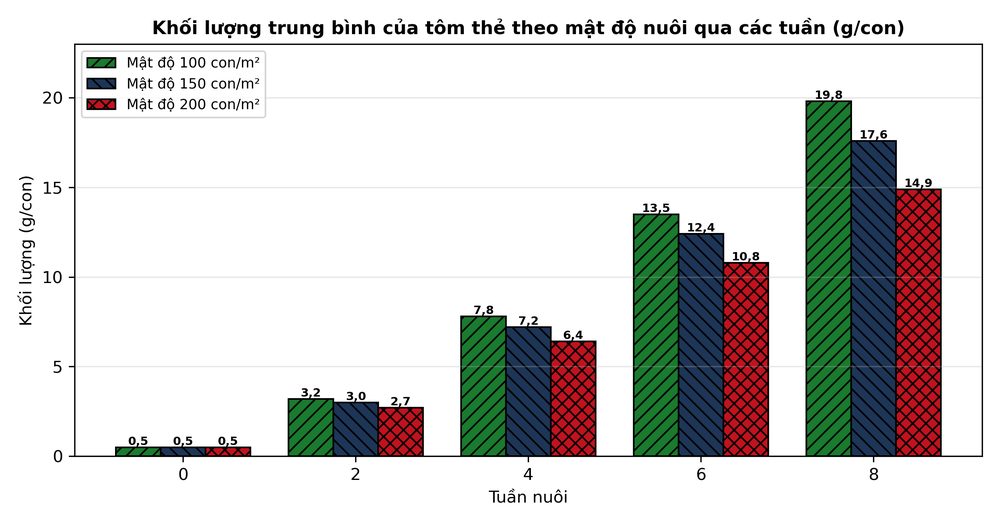 Khối lượng trung bình của tôm thẻ theo mật độ nuôi qua các tuần (g/con)
Mật độ 100 con/m²
Mật độ 150 con/m²
Mật độ 200 con/m²
Khối lượng (g/con)
20
15
10
5
0
0,5 0,5 0,5
3,2 3,0 2,7
7,8 7,2 6,4
13,5 12,4 10,8
19,8 17,6 14,9
0 2 4 6 8
Tuần nuôi